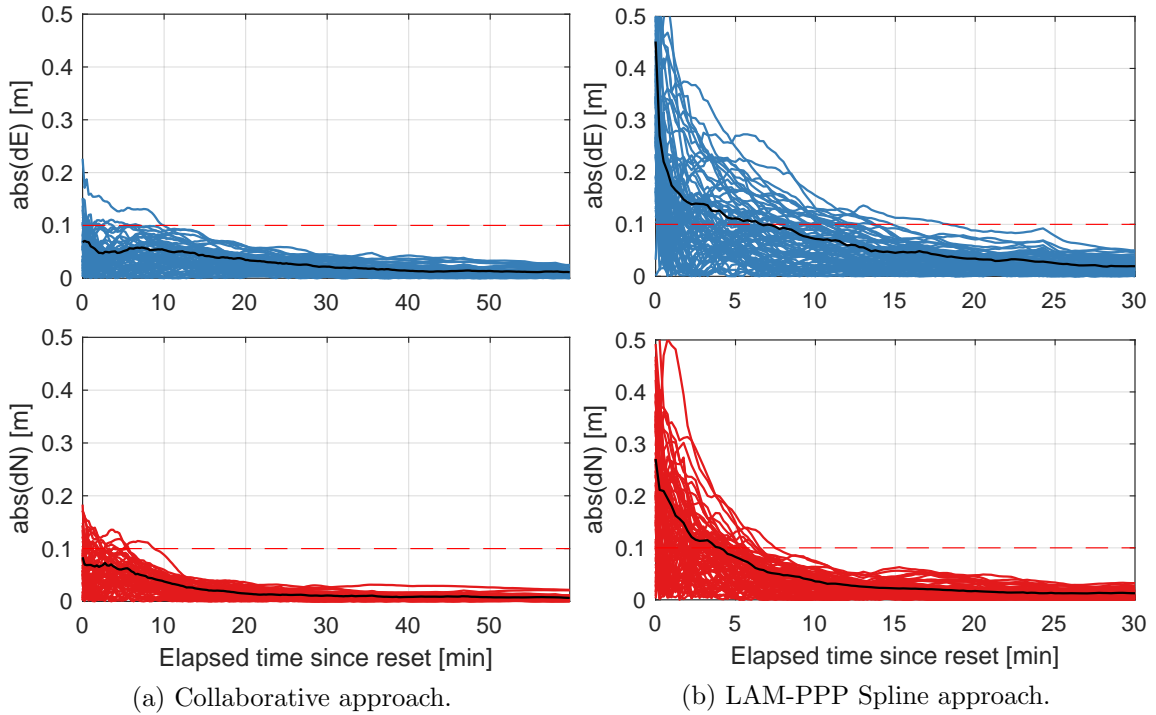 0.5
0.4
0.3
0.2
0.1
0
abs(dE) [m]
0 10 20 30 40 50
0.5
0.4
0.3
0.2
0.1
0
abs(dN) [m]
0 10 20 30 40 50
Elapsed time since reset [min]
(a) Collaborative approach.
0.5
0.4
0.3
0.2
0.1
0
abs(dE) [m]
0 5 10 15 20 25 30
0.5
0.4
0.3
0.2
0.1
0
abs(dN) [m]
0 5 10 15 20 25 30
Elapsed time since reset [min]
(b) LAM-PPP Spline approach.